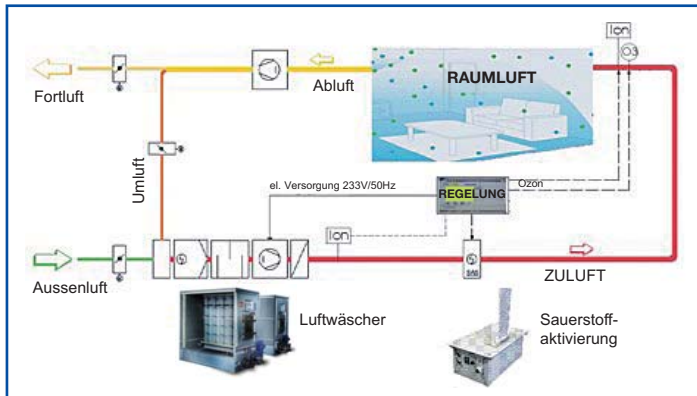 Ion
O3
RAUMLUFT
Abluft
Fortluft
Umluft
el. Versorgung 233V/50Hz
REGELUNG
Ozon
Ion
Aussenluft
ZULUFT
Luftwäscher
Sauerstoff-
aktivierung